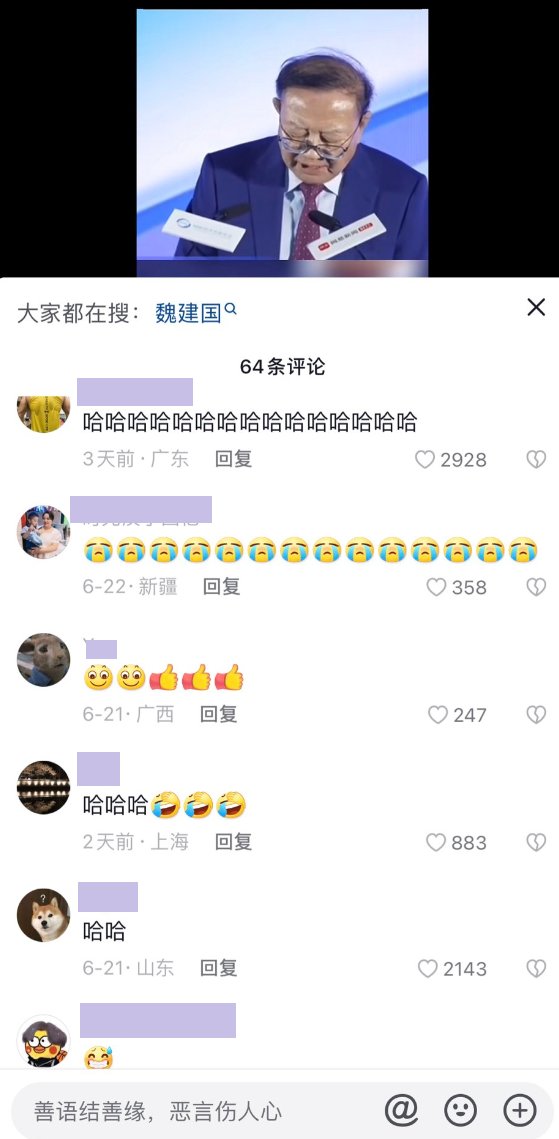 网易新闻
大家都在搜：魏建国
64条评论
哈哈哈哈哈哈哈哈哈哈哈哈哈哈哈
3天前·广东 回复 2928
6-22·新疆 回复 358
6-21·广西 回复 247
哈哈哈
2天前·上海 回复 883
哈哈
6-21·山东 回复 2143
善语结善缘，恶言伤人心